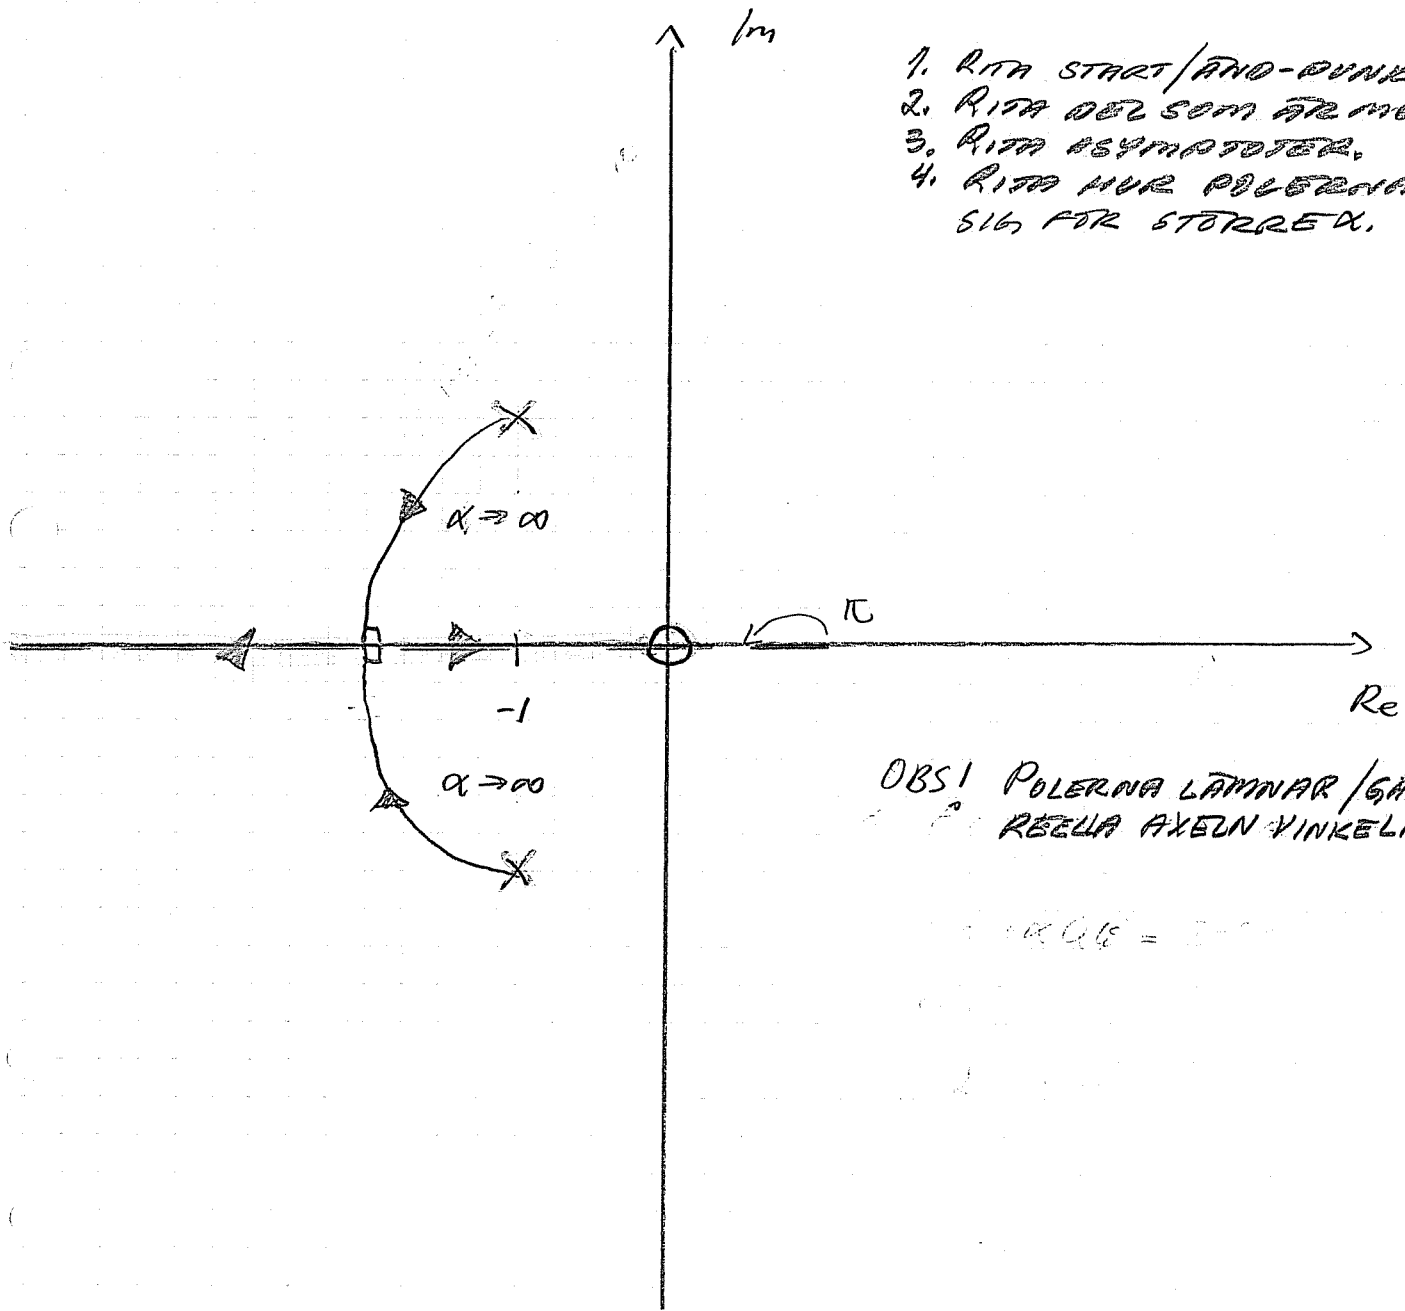 Im
1. RITA START/ÄND-PUNK
2. RITA DEL SOM ÄR
3. RITA ASYMPTOTER.
4. RITA HUR POLERNA
SIG FÖR STÖRRE α.
α → ∞
π
-1
Re
α → ∞
OBS! POLERNA LÄMNAR/GÅ
REELLA AXELN VINKEL